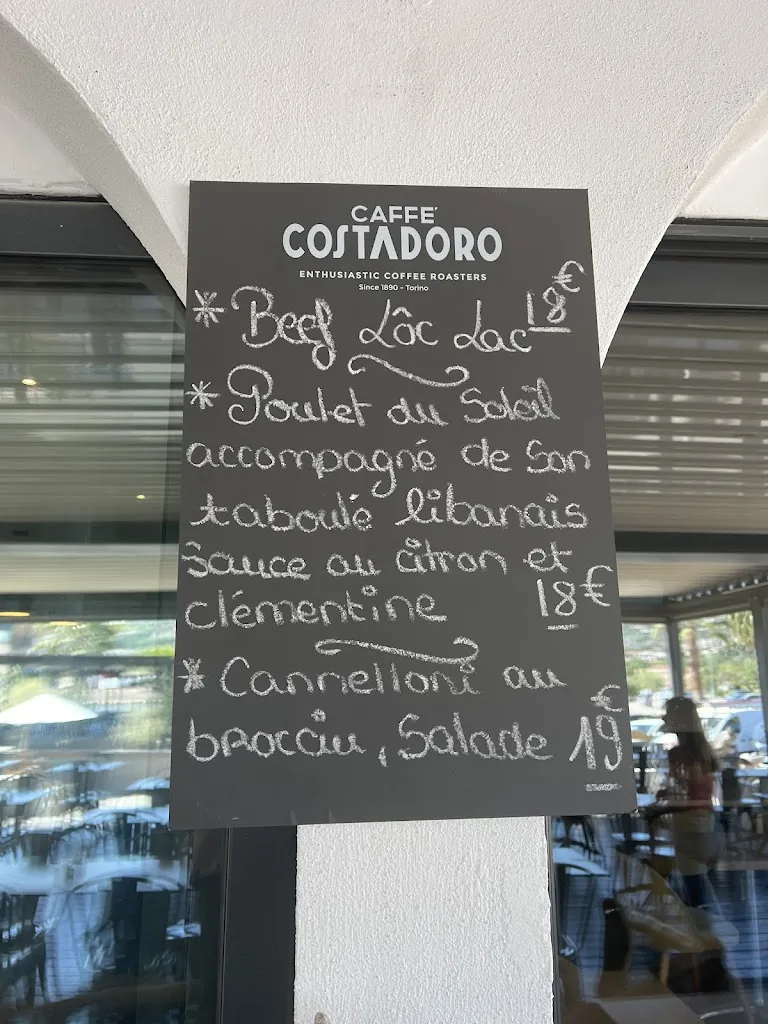 CAFFE'
COSTADORO
ENTHUSIASTIC COFFEE ROASTERS
Since 1890 - Torino
* Beef Lôc Lac 18€
* Poulet du Soleil
accompagné de son
taboulé libanais
sauce au citron et
clémentine 18€
* Cannelloni au
brocciu, Salade 19€